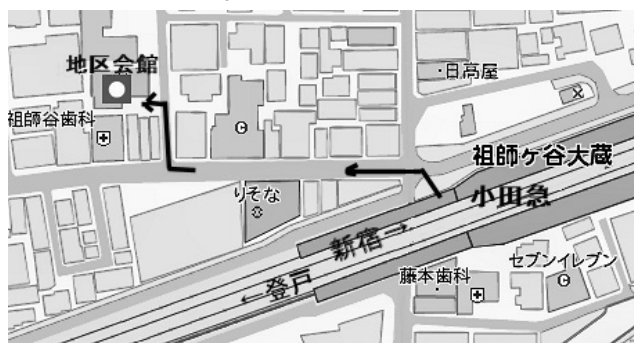 地区会館
・日高屋
祖師谷歯科
祖師ヶ谷大蔵
りそな
小田急
新宿→
セブンイレブン
←登戸
藤本歯科